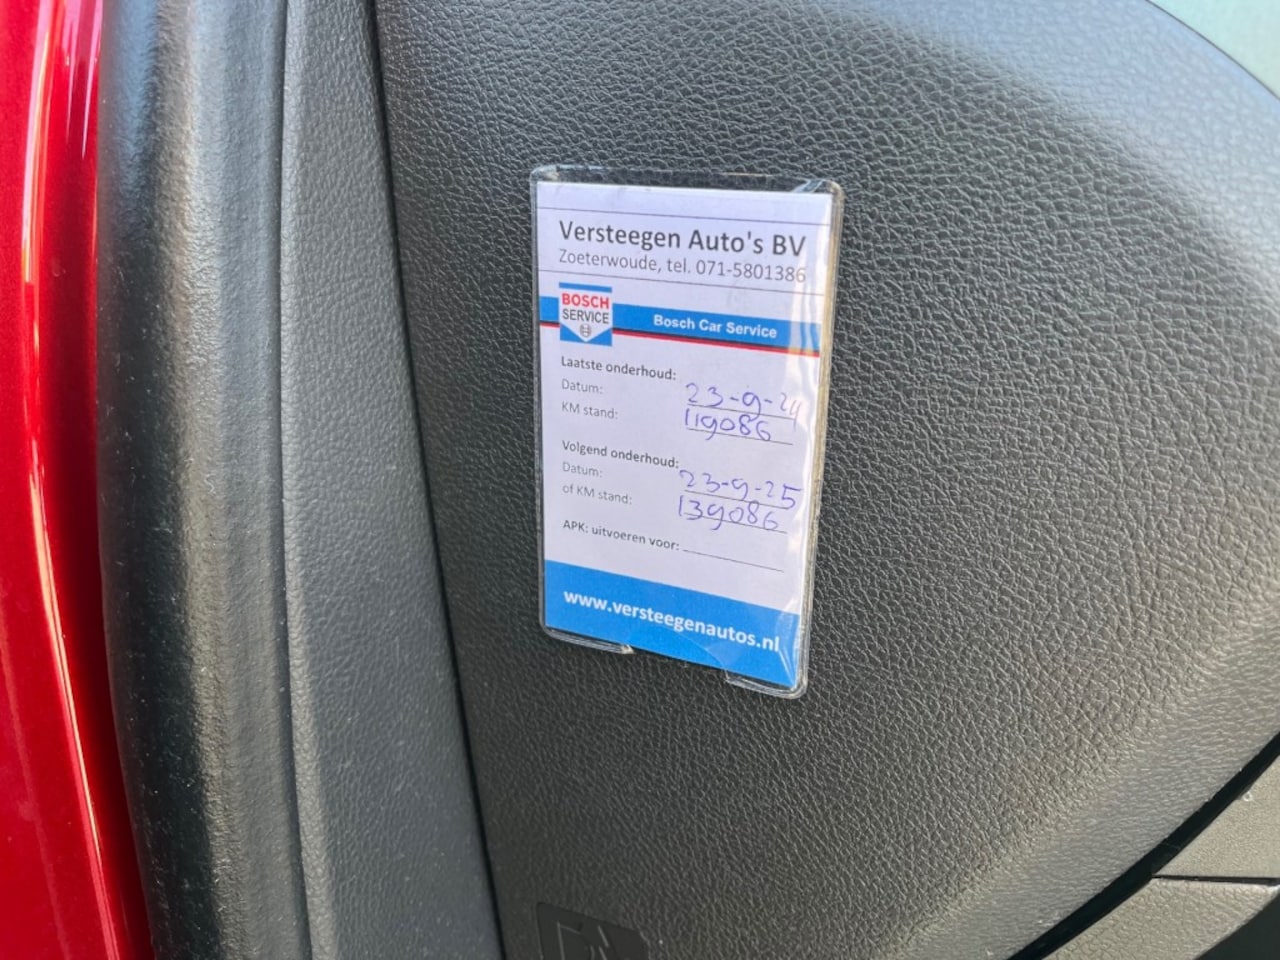 Versteegen Auto's BV
Zoeterwoude, tel. 071-5801386
BOSCH
SERVICE
Bosch Car Service
Laatste onderhoud:
Datum: 23-9-24
KM stand: 119086
Volgend onderhoud:
Datum: 23-9-25
of KM stand: 139086
APK: uitvoeren voor:
www.versteegenautos.nl